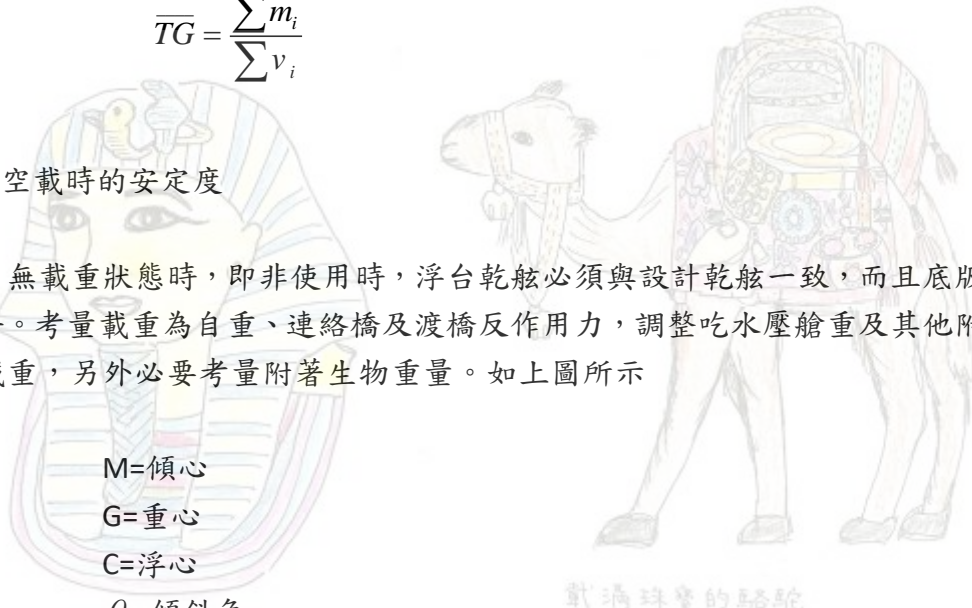 TG = ∑mᵢ / ∑vᵢ
空載時的安定度
無載重狀態時，即非使用時，浮台乾舷必須與設計乾舷一致，而且底版
。考量載重為自重、連絡橋及渡橋反作用力，調整吃水壓艙重及其他附
載重，另外必要考量附著生物重量。如上圖所示
M=傾心
G=重心
C=浮心
戴滿珠寶的駱駝